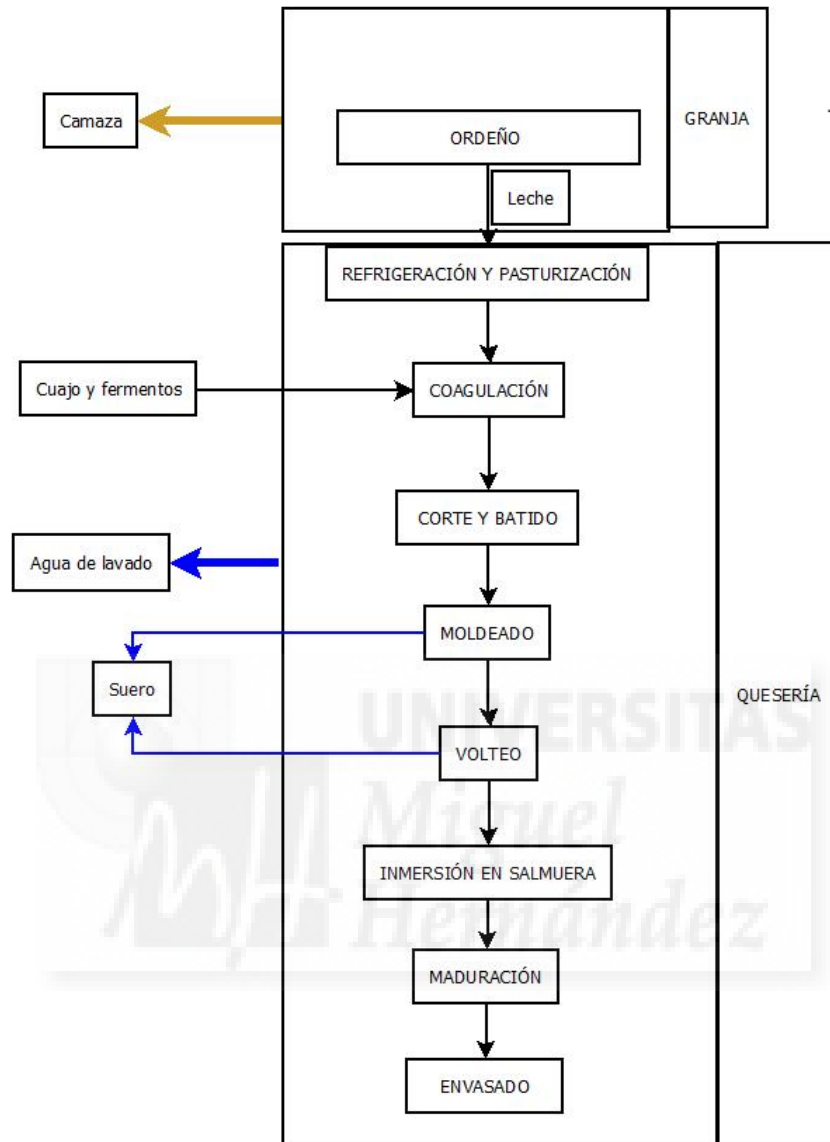 Camaza
ORDEÑO
GRANJA
Leche
REFRIGERACIÓN Y PASTURIZACIÓN
Cuajo y fermentos
COAGULACIÓN
CORTE Y BATIDO
Agua de lavado
MOLDEADO
Suero
QUESERÍA
UNIVERSITAS
VOLTEO
Miguel
INMERSIÓN EN SALMUERA
Hernández
MADURACIÓN
ENVASADO